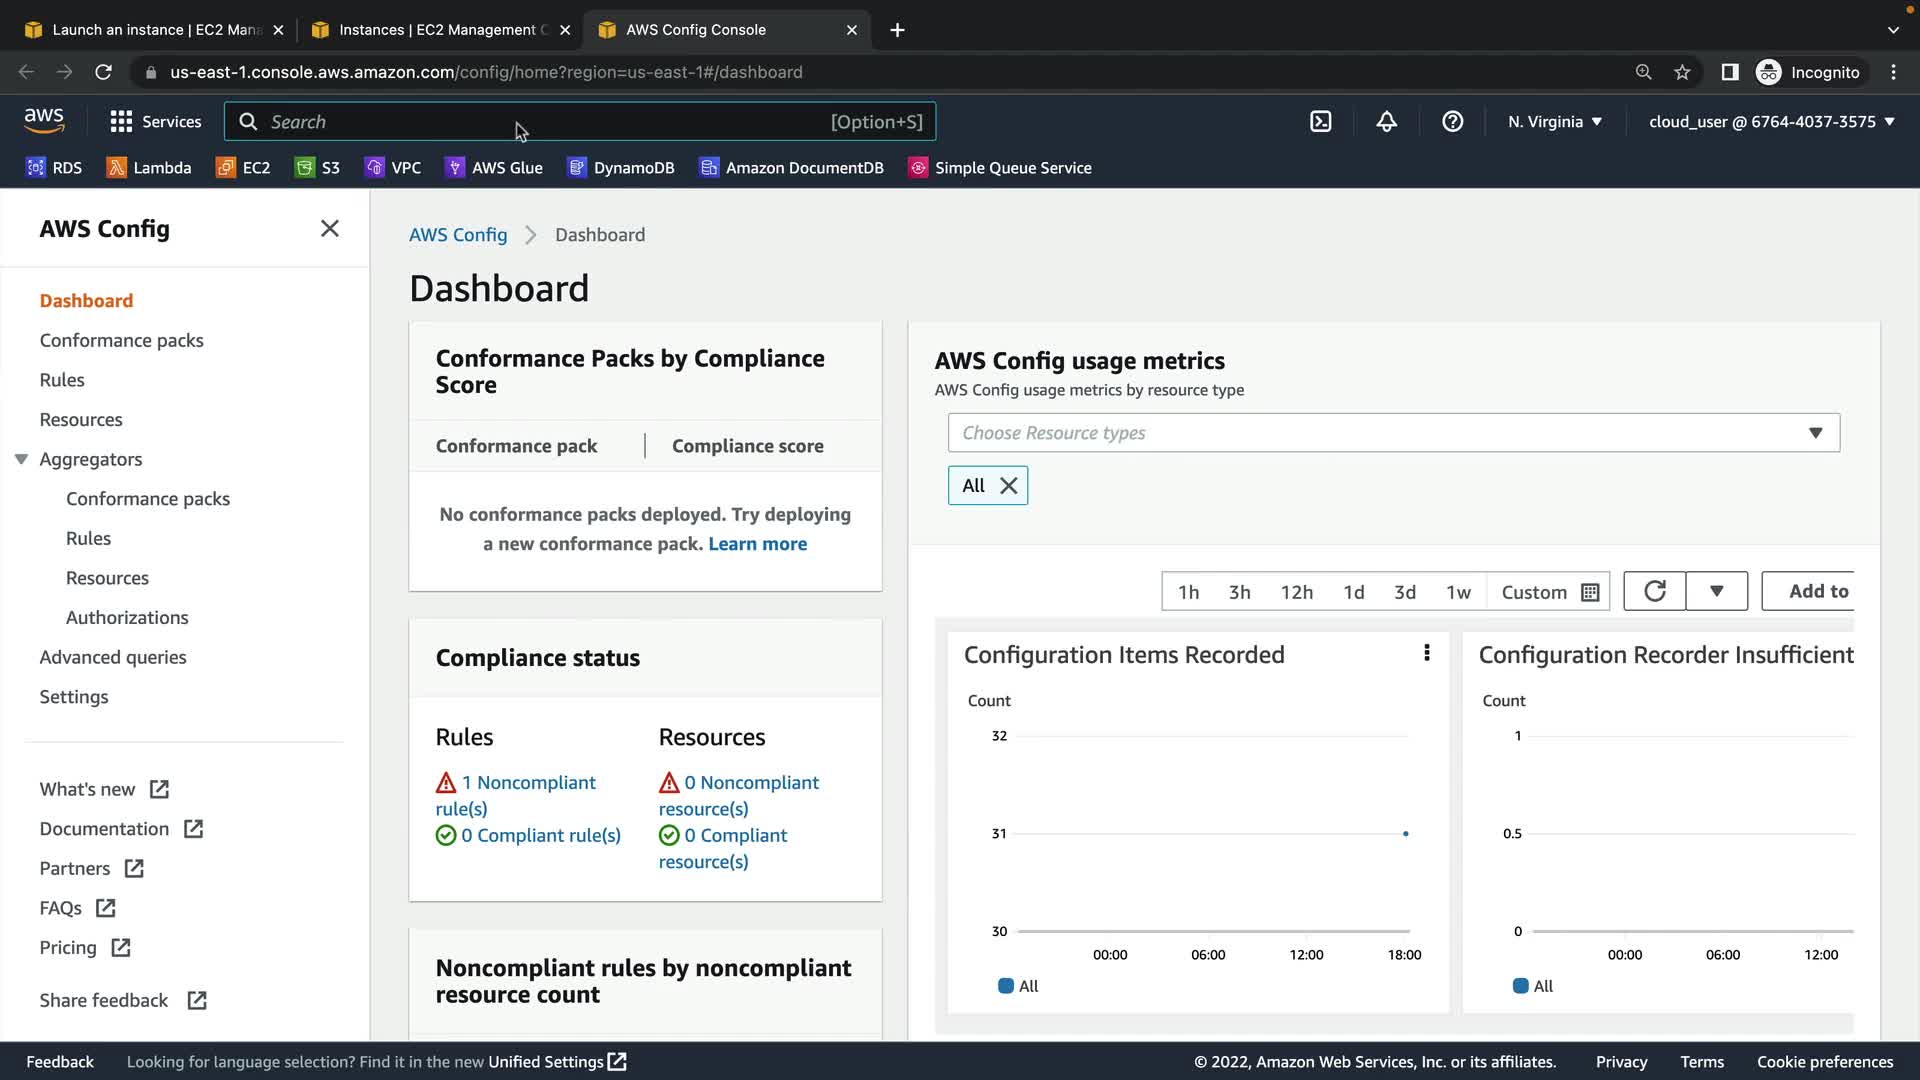 Launch an instance | EC2 Mana
Instances | EC2 Management C
AWS Config Console
us-east-1.console.aws.amazon.com/config/home?region=us-east-1#/dashboard
Incognito
aws
Services
Search
[Option+S]
N. Virginia
cloud_user @ 6764-4037-3575
RDS
Lambda
EC2
S3
VPC
AWS Glue
DynamoDB
Amazon DocumentDB
Simple Queue Service
AWS Config
Dashboard
Conformance packs
Rules
Resources
Aggregators
Conformance packs
Rules
Resources
Authorizations
Advanced queries
Settings
What's new
Documentation
Partners
FAQs
Pricing
Share feedback
AWS Config
Dashboard
Dashboard
Conformance Packs by Compliance
Score
Conformance pack
Compliance score
No conformance packs deployed. Try deploying
a new conformance pack. Learn more
Compliance status
Rules
1 Noncompliant
rule(s)
0 Compliant rule(s)
Resources
0 Noncompliant
resource(s)
0 Compliant
resource(s)
Noncompliant rules by noncompliant
resource count
AWS Config usage metrics
AWS Config usage metrics by resource type
Choose Resource types
All
1h
3h
12h
1d
3d
1w
Custom
Add to
Configuration Items Recorded
Count
32
31
30
00:00
06:00
12:00
18:00
All
Configuration Recorder Insufficient
Count
1
0.5
0
00:00
06:00
12:00
All
Feedback
Looking for language selection? Find it in the new Unified Settings
© 2022, Amazon Web Services, Inc. or its affiliates.
Privacy
Terms
Cookie preferences